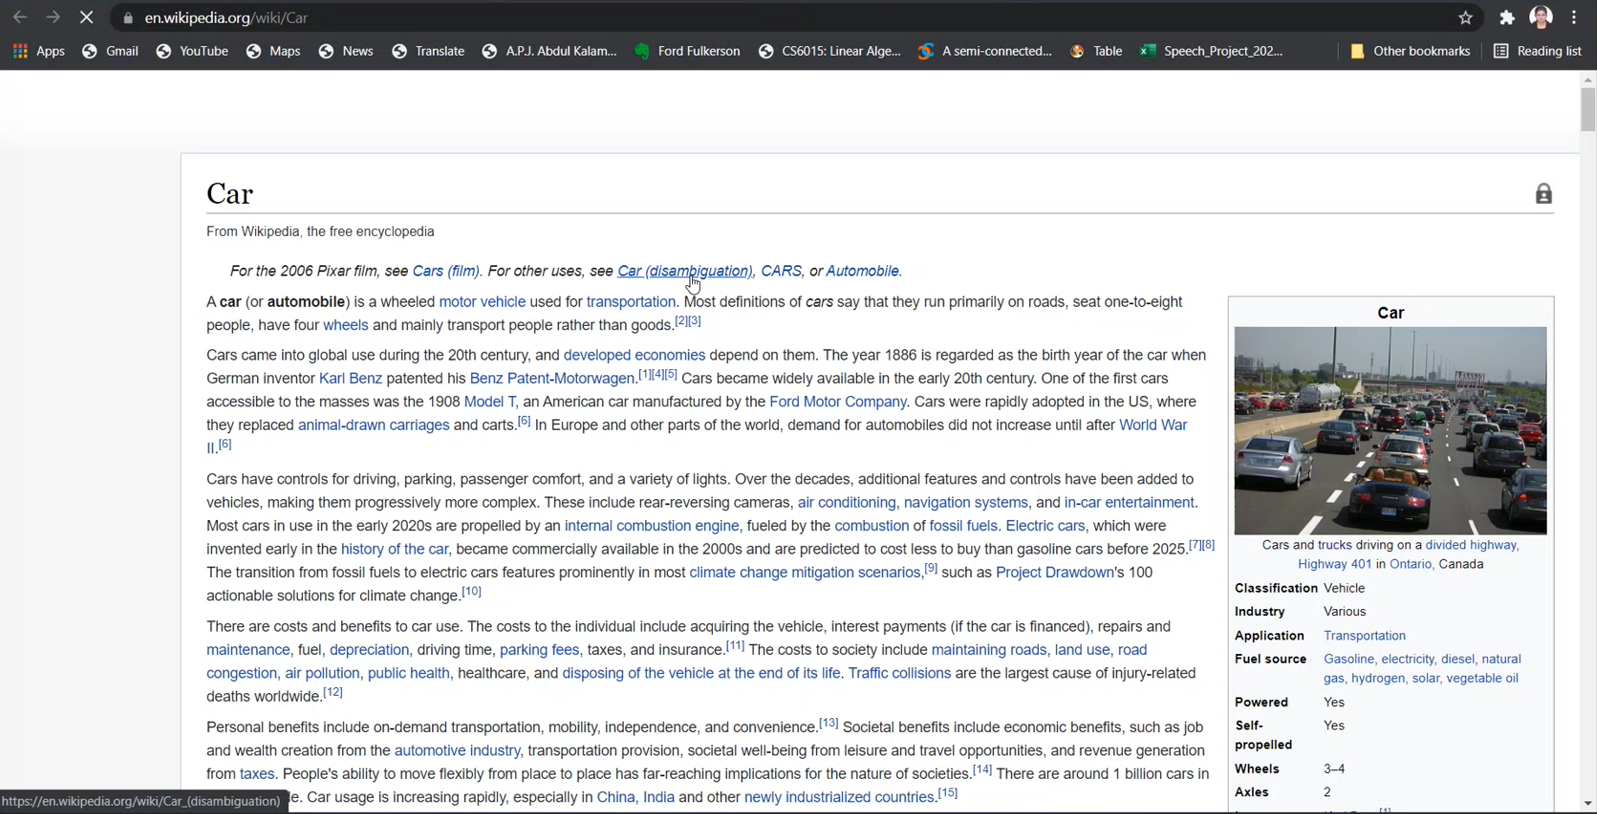 en.wikipedia.org/wiki/Car
Apps Gmail YouTube Maps News Translate A.P.J. Abdul Kalam... Ford Fulkerson CS6015: Linear Alge... A semi-connected... Table Speech_Project_202... Other bookmarks Reading list
Car
From Wikipedia, the free encyclopedia
For the 2006 Pixar film, see Cars (film). For other uses, see Car (disambiguation), CARS, or Automobile.
A car (or automobile) is a wheeled motor vehicle used for transportation. Most definitions of cars say that they run primarily on roads, seat one-to-eight
people, have four wheels and mainly transport people rather than goods.[2][3]
Cars came into global use during the 20th century, and developed economies depend on them. The year 1886 is regarded as the birth year of the car when
German inventor Karl Benz patented his Benz Patent-Motorwagen.[1][4][5] Cars became widely available in the early 20th century. One of the first cars
accessible to the masses was the 1908 Model T, an American car manufactured by the Ford Motor Company. Cars were rapidly adopted in the US, where
they replaced animal-drawn carriages and carts.[6] In Europe and other parts of the world, demand for automobiles did not increase until after World War
II.[6]
Cars have controls for driving, parking, passenger comfort, and a variety of lights. Over the decades, additional features and controls have been added to
vehicles, making them progressively more complex. These include rear-reversing cameras, air conditioning, navigation systems, and in-car entertainment.
Most cars in use in the early 2020s are propelled by an internal combustion engine, fueled by the combustion of fossil fuels. Electric cars, which were
invented early in the history of the car, became commercially available in the 2000s and are predicted to cost less to buy than gasoline cars before 2025.[7][8]
The transition from fossil fuels to electric cars features prominently in most climate change mitigation scenarios,[9] such as Project Drawdown's 100
actionable solutions for climate change.[10]
There are costs and benefits to car use. The costs to the individual include acquiring the vehicle, interest payments (if the car is financed), repairs and
maintenance, fuel, depreciation, driving time, parking fees, taxes, and insurance.[11] The costs to society include maintaining roads, land use, road
congestion, air pollution, public health, healthcare, and disposing of the vehicle at the end of its life. Traffic collisions are the largest cause of injury-related
deaths worldwide.[12]
Personal benefits include on-demand transportation, mobility, independence, and convenience.[13] Societal benefits include economic benefits, such as job
and wealth creation from the automotive industry, transportation provision, societal well-being from leisure and travel opportunities, and revenue generation
from taxes. People's ability to move flexibly from place to place has far-reaching implications for the nature of societies.[14] There are around 1 billion cars in
Car usage is increasing rapidly, especially in China, India and other newly industrialized countries.[15]
Car
Cars and trucks driving on a divided highway,
Highway 401 in Ontario, Canada
Classification Vehicle
Industry Various
Application Transportation
Fuel source Gasoline, electricity, diesel, natural
gas, hydrogen, solar, vegetable oil
Powered Yes
Self- Yes
propelled
Wheels 3–4
Axles 2
https://en.wikipedia.org/wiki/Car_(disambiguation)